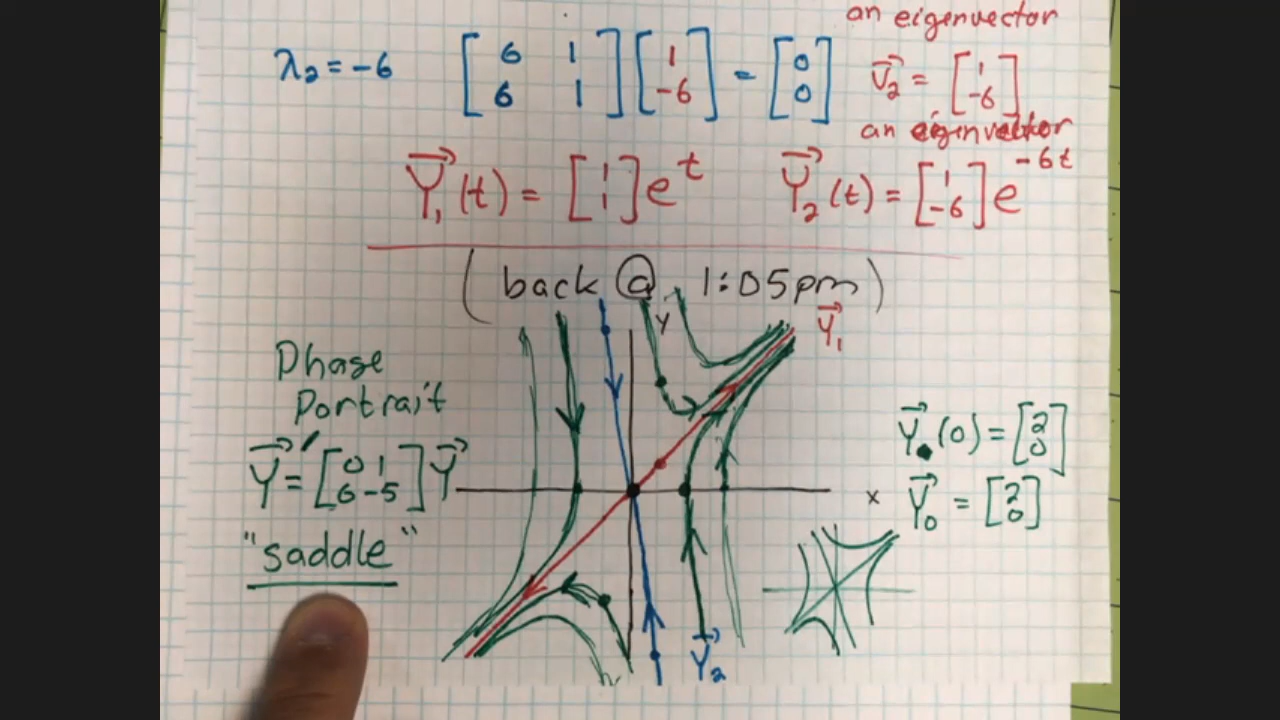 an eigenvector
λ₂ = -6 [6 1; 6 1] [1; -6] = [0; 0] v⃗₂ = [1; -6]
an eigenvector
Y⃗₁(t) = [1; 1] e^t Y⃗₂(t) = [1; -6] e^-6t
(back @ 1:05pm)
y
Y⃗₁
Phase
Portrait
Y⃗' = [0 1; 6 -5] Y⃗
"saddle"
Y⃗.(0) = [2; 0]
x
Y⃗₀ = [2; 0]
Y⃗₂